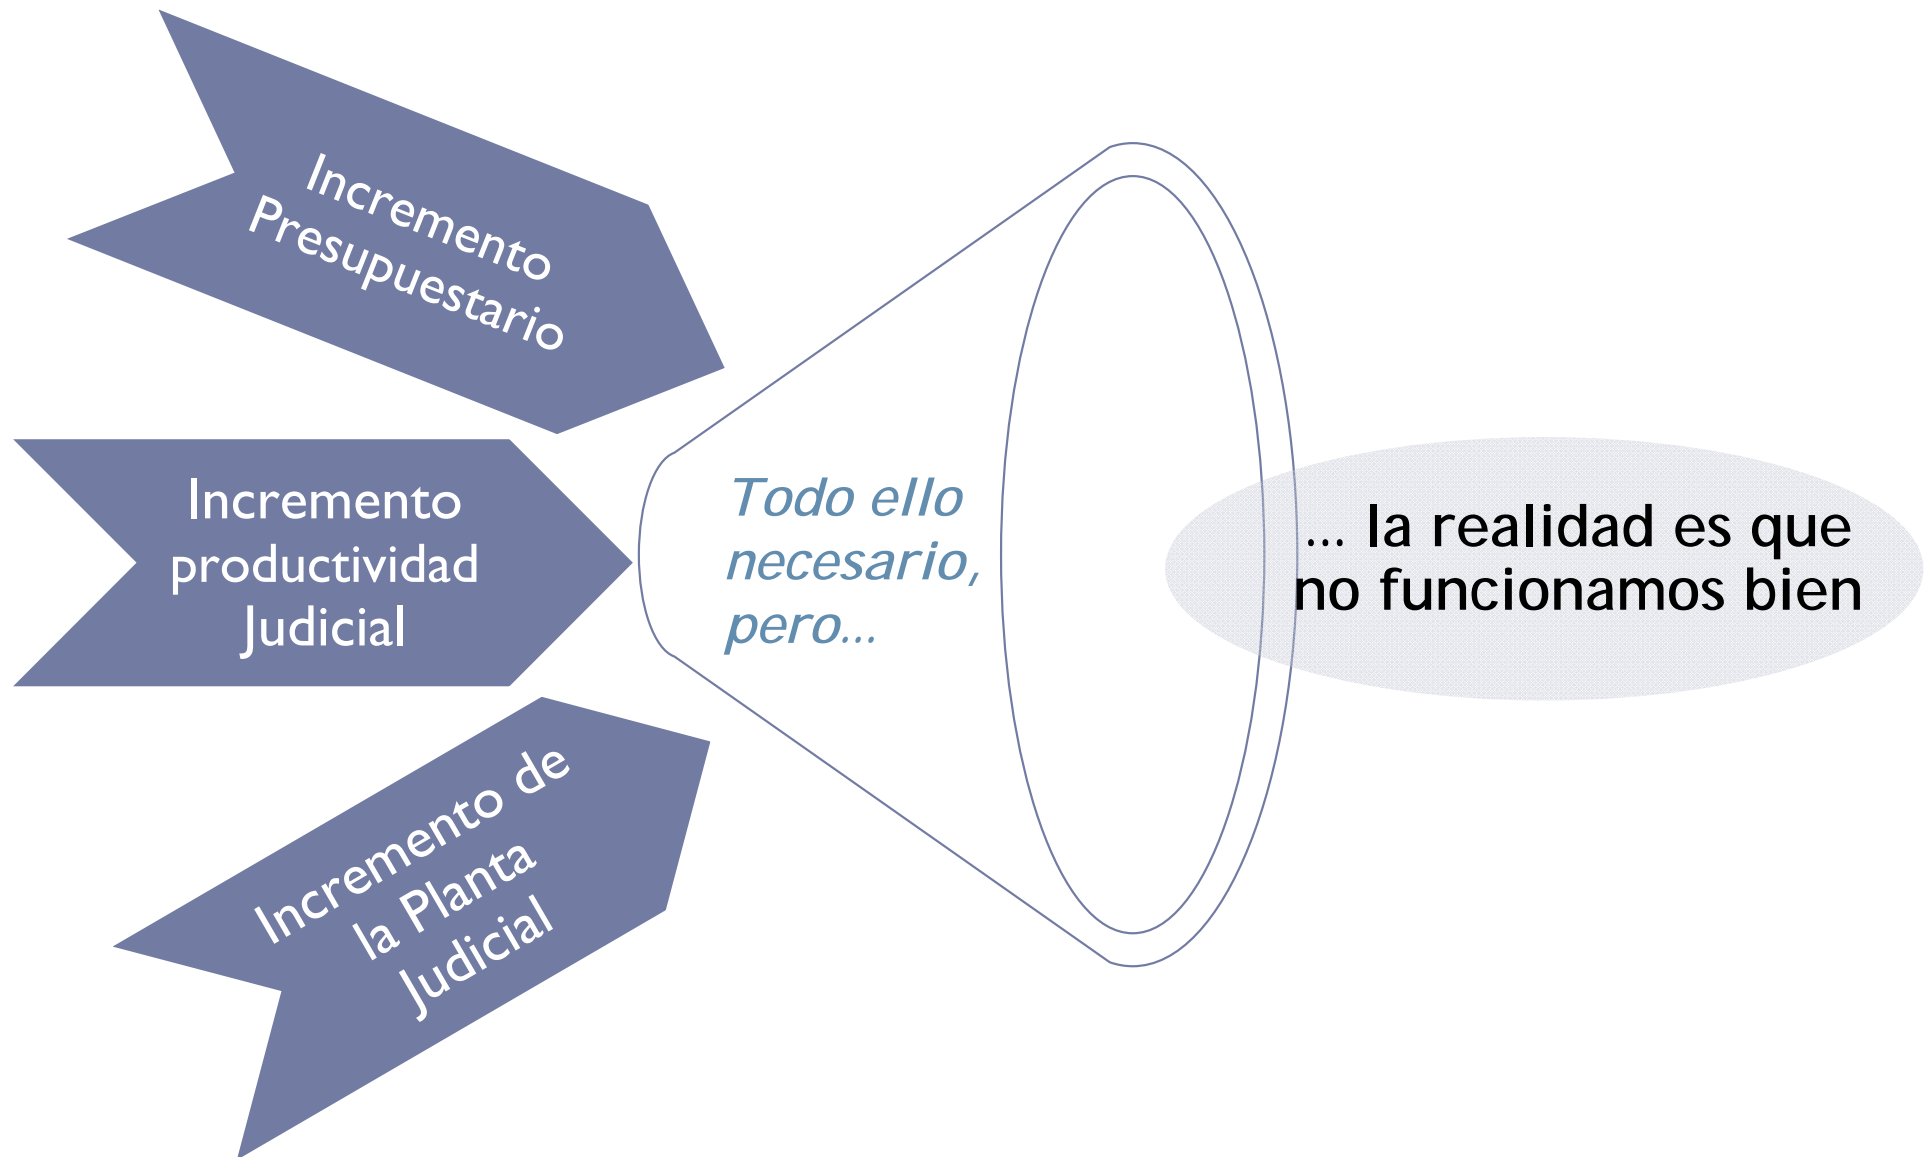 Incremento
Presupuestario
Incremento
productividad
Judicial
Incremento de
la Planta
Judicial
Todo ello
necesario,
pero...
... la realidad es que
no funcionamos bien